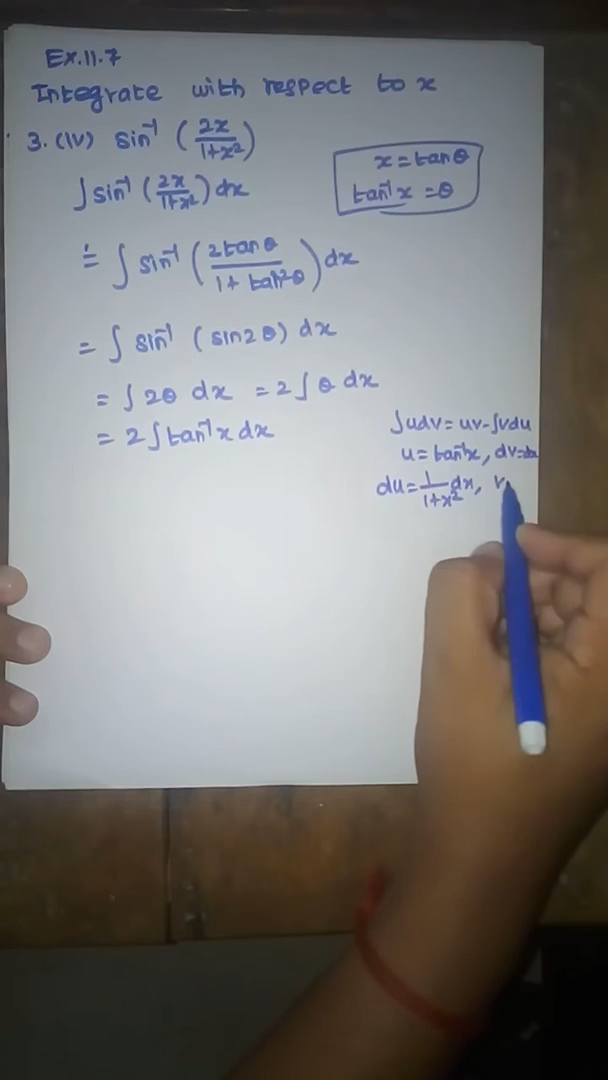 Ex.11.7
Integrate with respect to x
3. (iv) sin⁻¹ (2x/1+x²)
∫ sin⁻¹ (2x/1+x²) dx
x = tan θ
tan⁻¹x = θ
= ∫ sin⁻¹ (2tan θ/1 + tan²θ) dx
= ∫ sin⁻¹ (sin2θ) dx
= ∫ 2θ dx = 2∫ θ dx
= 2∫ tan⁻¹x dx
∫udv = uv-∫vdu
u = tan⁻¹x, dv=dx
du = 1/1+x² dx, v